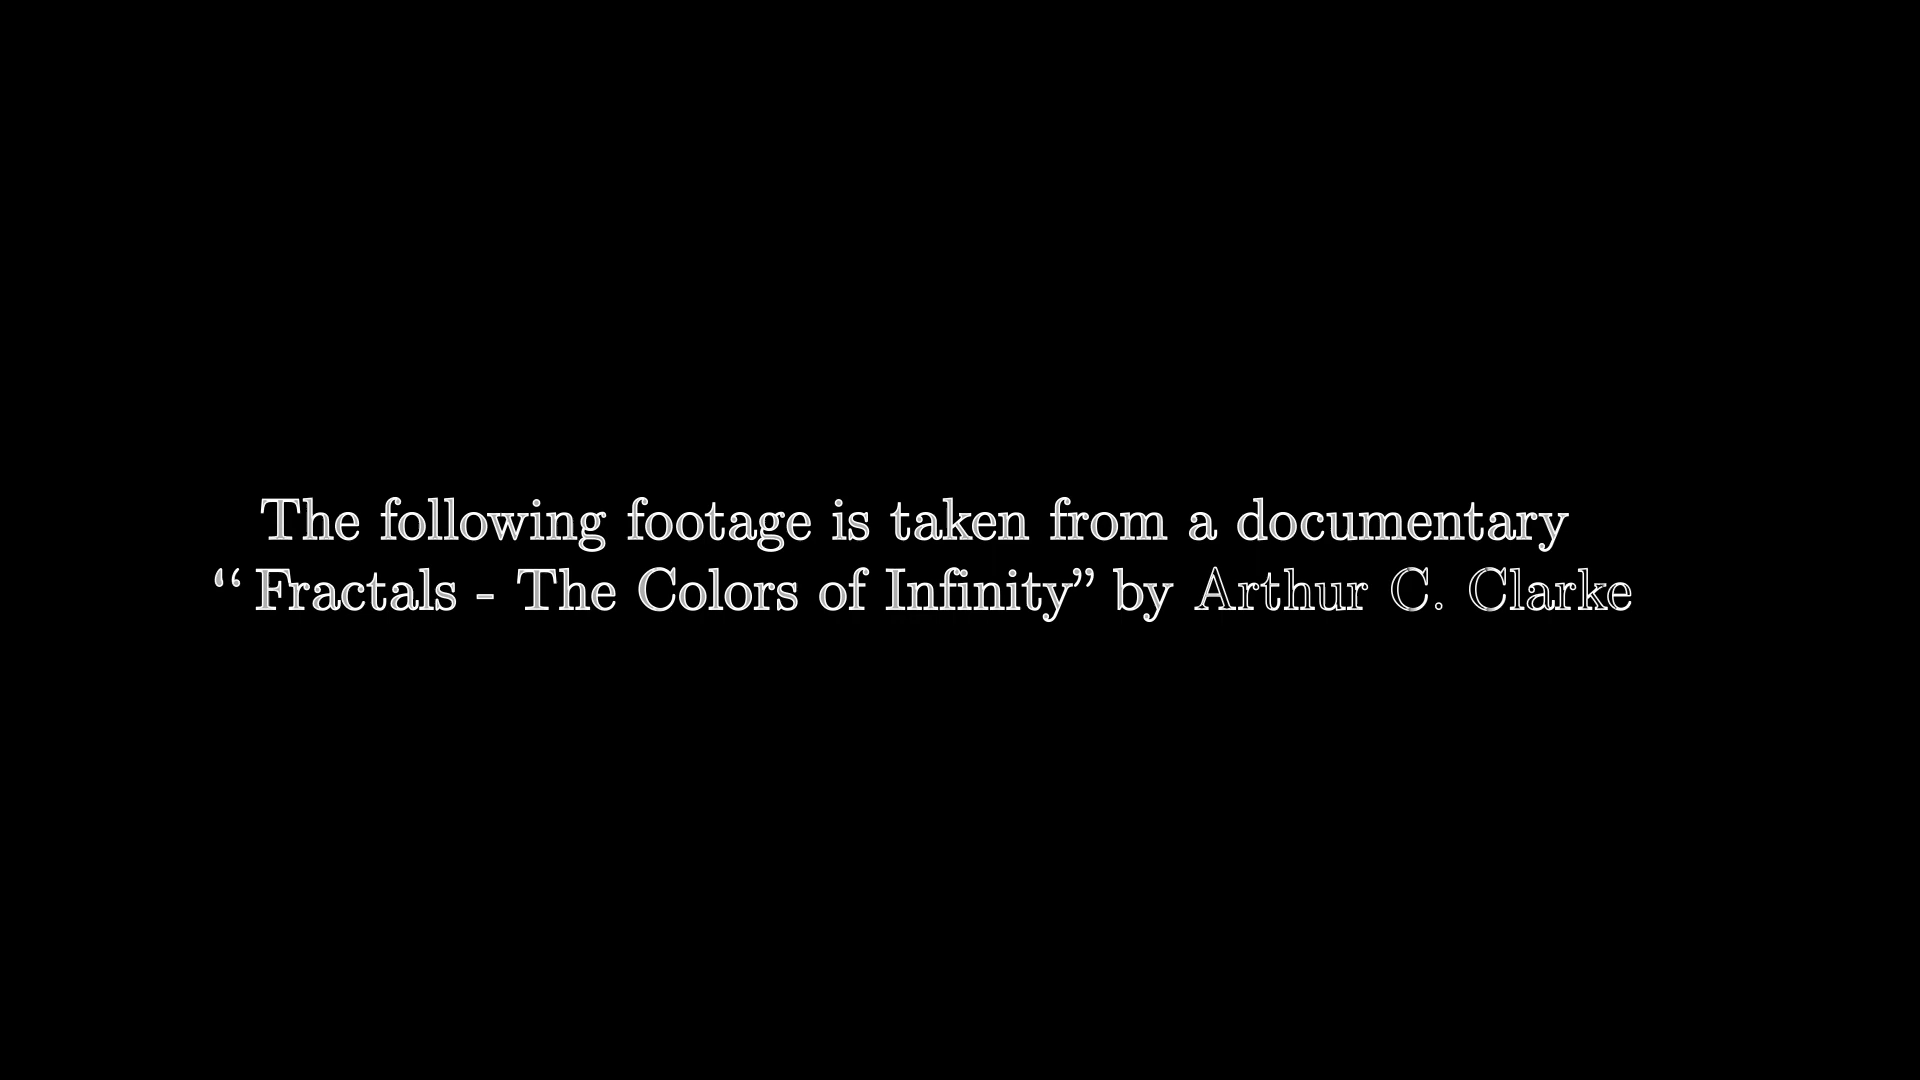 The following footage is taken from a documentary
“ Fractals - The Colors of Infinity” by Arthur C. Clarke